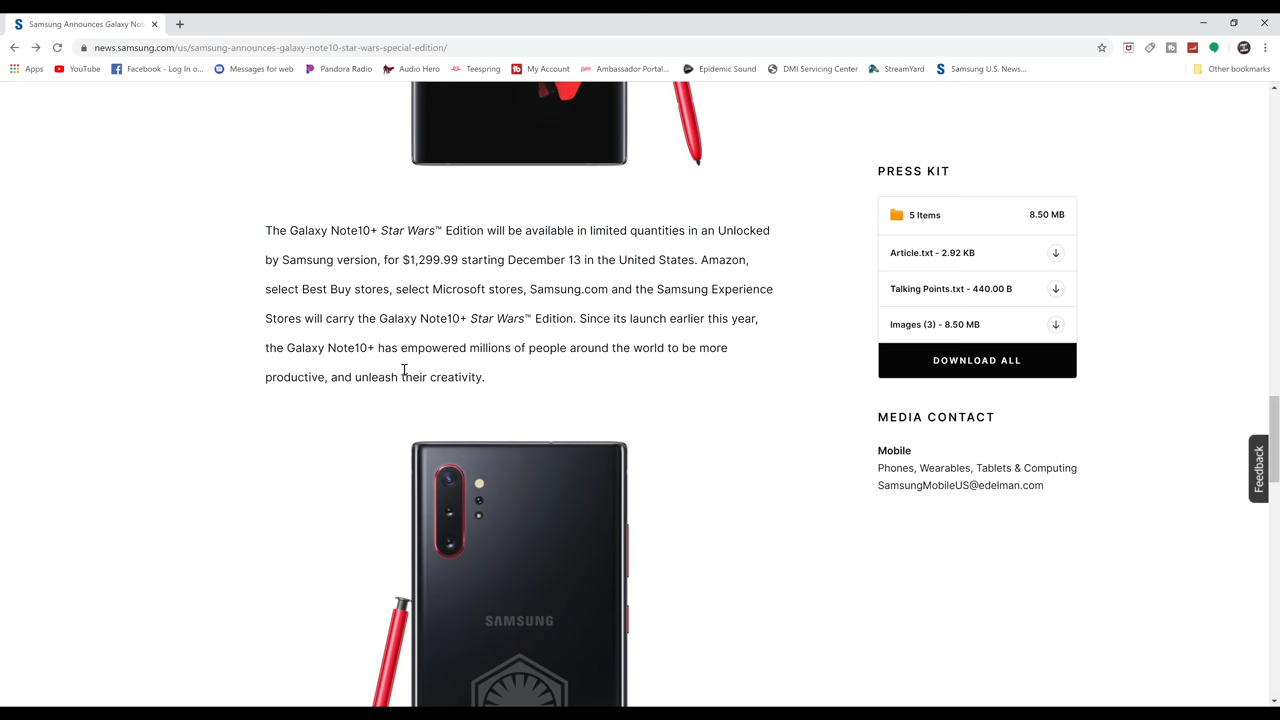 Samsung Announces Galaxy Not
news.samsung.com/us/samsung-announces-galaxy-note10-star-wars-special-edition/
Apps
YouTube
Facebook - Log In o...
Messages for web
Pandora Radio
Audio Hero
Teespring
My Account
Ambassador Portal...
Epidemic Sound
DMI Servicing Center
StreamYard
Samsung U.S. News...
Other bookmarks
The Galaxy Note10+ Star Wars™ Edition will be available in limited quantities in an Unlocked
by Samsung version, for $1,299.99 starting December 13 in the United States. Amazon,
select Best Buy stores, select Microsoft stores, Samsung.com and the Samsung Experience
Stores will carry the Galaxy Note10+ Star Wars™ Edition. Since its launch earlier this year,
the Galaxy Note10+ has empowered millions of people around the world to be more
productive, and unleash their creativity.
SAMSUNG
PRESS KIT
5 Items 8.50 MB
Article.txt - 2.92 KB
Talking Points.txt - 440.00 B
Images (3) - 8.50 MB
DOWNLOAD ALL
MEDIA CONTACT
Mobile
Phones, Wearables, Tablets & Computing
SamsungMobileUS@edelman.com
Feedback